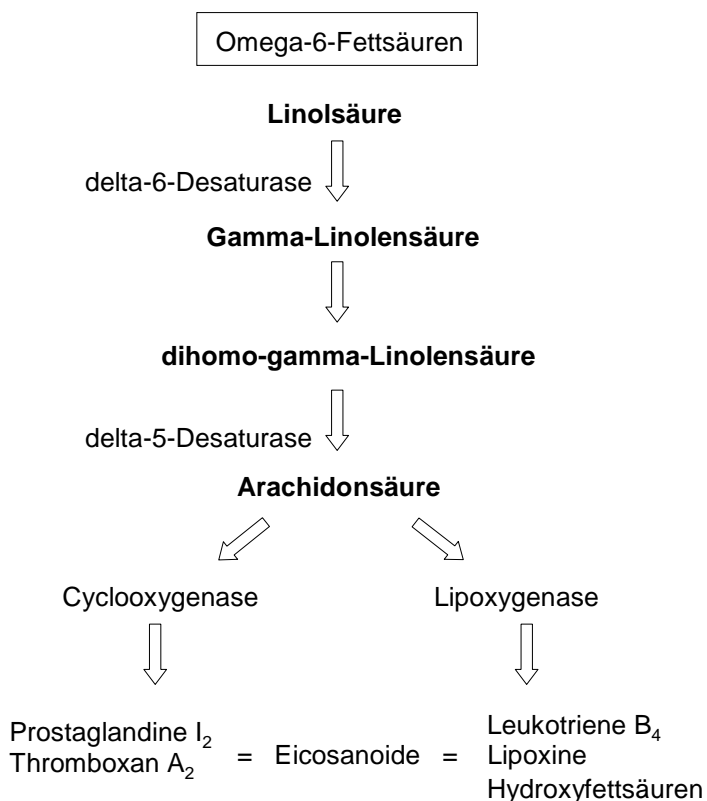 Omega-6-Fettsäuren
Linolsäure
delta-6-Desaturase
Gamma-Linolensäure
dihomo-gamma-Linolensäure
delta-5-Desaturase
Arachidonsäure
Cyclooxygenase
Lipoxygenase
Prostaglandine I₂
Thromboxan A₂
= Eicosanoide =
Leukotriene B₄
Lipoxine
Hydroxyfettsäuren